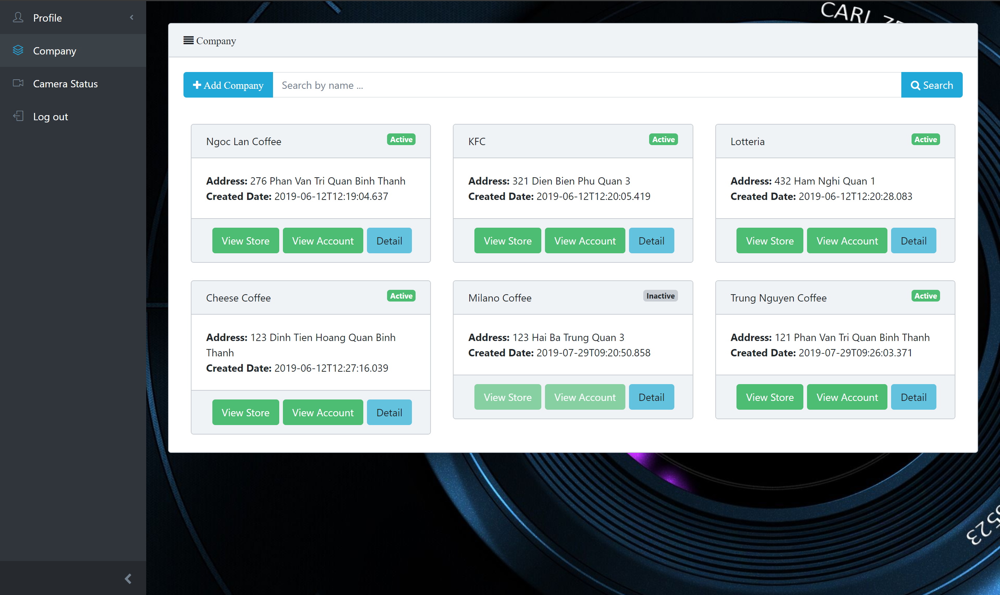 Profile
Company
Camera Status
Log out
CARL
Company
Add Company
Search by name ...
Search
Ngoc Lan Coffee
Active
Address: 276 Phan Van Tri Quan Binh Thanh
Created Date: 2019-06-12T12:19:04.637
View Store
View Account
Detail
KFC
Active
Address: 321 Dien Bien Phu Quan 3
Created Date: 2019-06-12T12:20:05.419
View Store
View Account
Detail
Lotteria
Active
Address: 432 Ham Nghi Quan 1
Created Date: 2019-06-12T12:20:28.083
View Store
View Account
Detail
Cheese Coffee
Active
Address: 123 Dinh Tien Hoang Quan Binh
Thanh
Created Date: 2019-06-12T12:27:16.039
View Store
View Account
Detail
Milano Coffee
Inactive
Address: 123 Hai Ba Trung Quan 3
Created Date: 2019-07-29T09:20:50.858
View Store
View Account
Detail
Trung Nguyen Coffee
Active
Address: 121 Phan Van Tri Quan Binh Thanh
Created Date: 2019-07-29T09:26:03.371
View Store
View Account
Detail